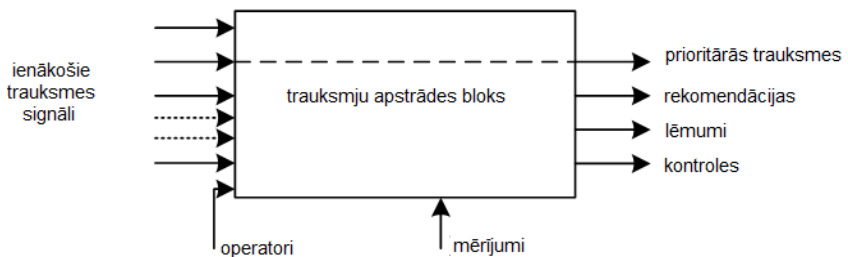 ienākošie
trauksmes
signāli
trauksmju apstrādes bloks
prioritārās trauksmes
rekomendācijas
lēmumi
kontroles
operatori
mērījumi